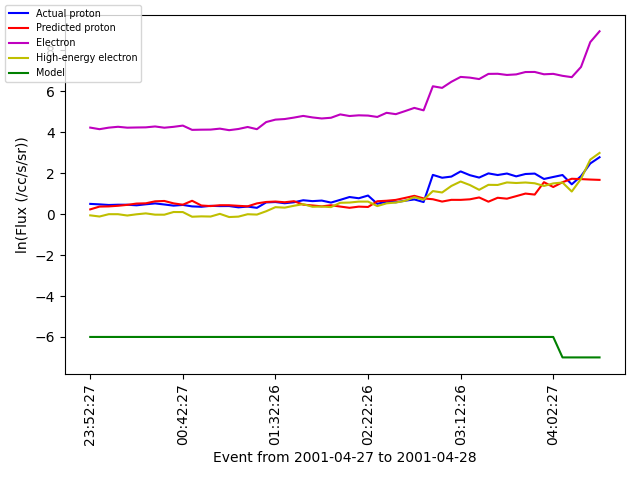 Actual proton
Predicted proton
Electron
High-energy electron
Model
ln(Flux (/cc/s/sr))
8
6
4
2
0
−2
−4
−6
23:52:27
00:42:27
01:32:26
02:22:26
03:12:26
04:02:27
Event from 2001-04-27 to 2001-04-28